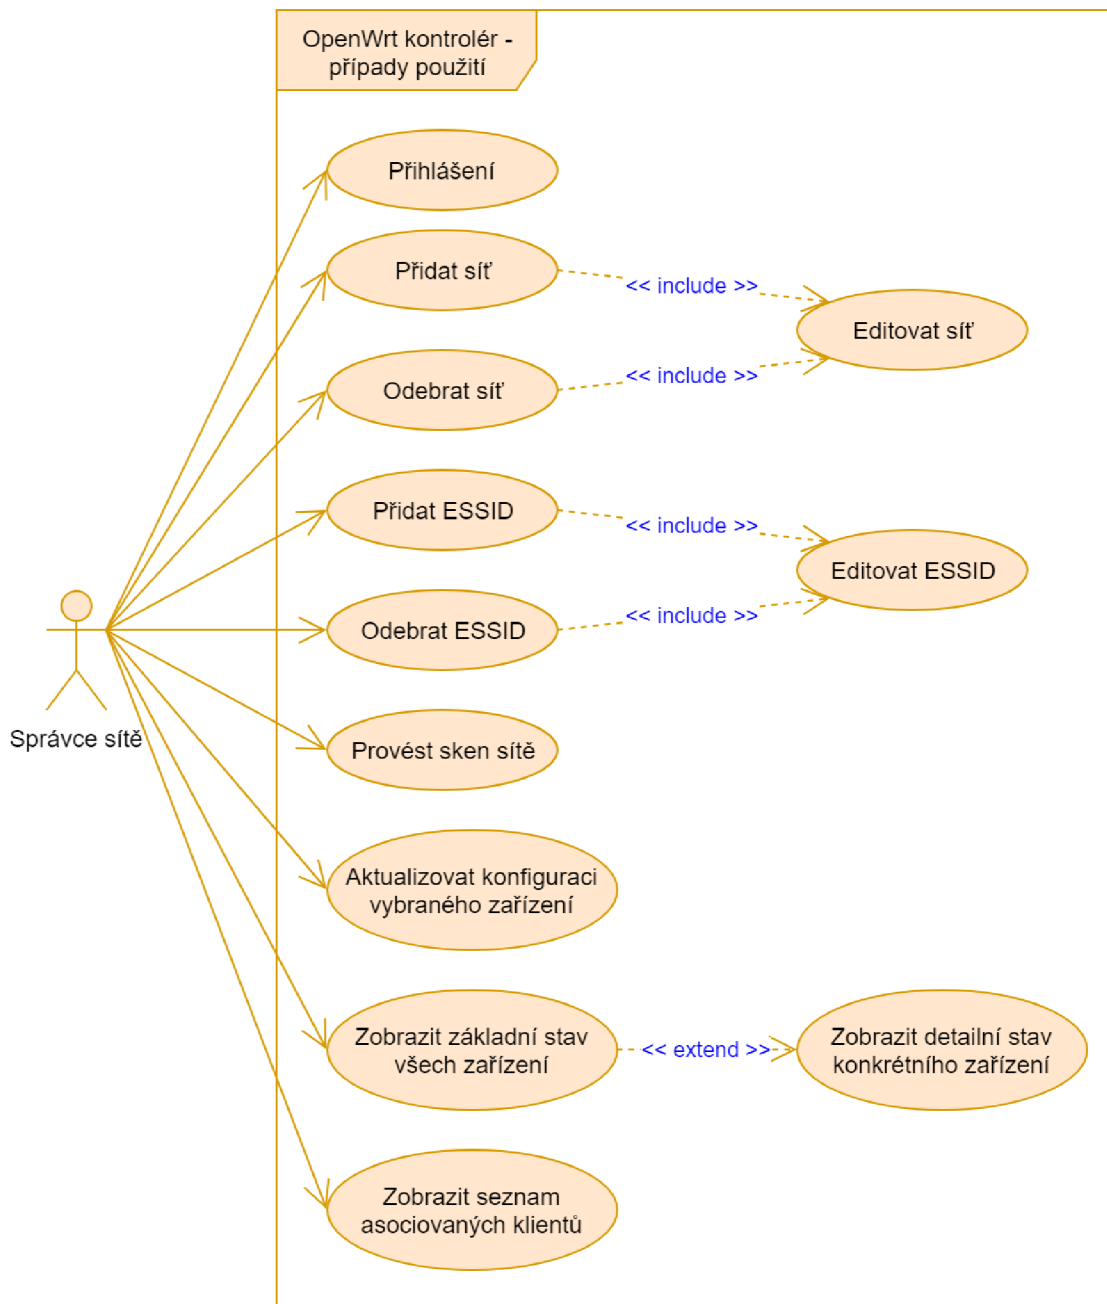 OpenWrt kontrolér -
případy použití
Přihlášení
Přidat síť
<< include >>
Editovat síť
Odebrat síť
<< include >>
Přidat ESSID
<< include >>
Editovat ESSID
Odebrat ESSID
<< include >>
Správce sítě
Provést sken sítě
Aktualizovat konfiguraci
vybraného zařízení
Zobrazit základní stav
všech zařízení
<< extend >>
Zobrazit detailní stav
konkrétního zařízení
Zobrazit seznam
asociovaných klientů